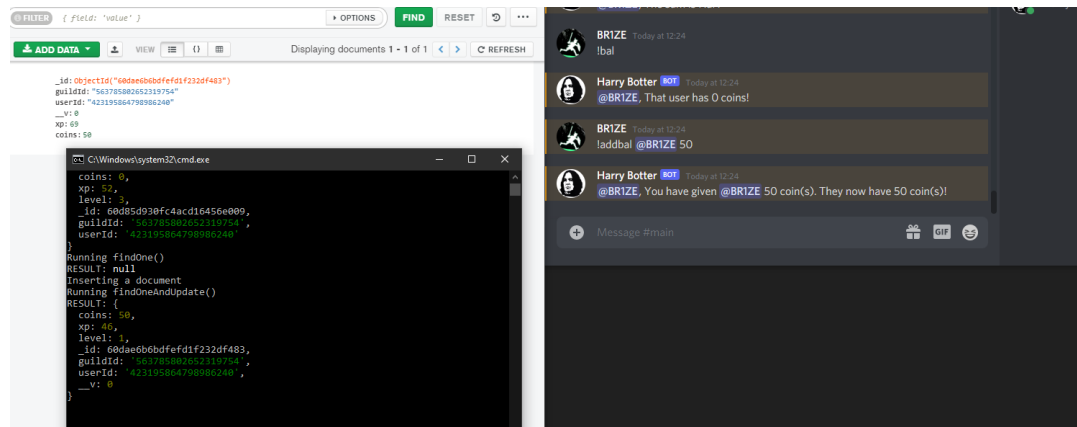 FILTER { field: 'value' }
OPTIONS
FIND
RESET
ADD DATA
VIEW
Displaying documents 1 - 1 of 1
REFRESH
_id: ObjectId("60dae6b6bdfefd1f232df483")
guildId: "563785802652319754"
userId: "423195864798986240"
__v: 0
xp: 69
coins: 50
C:\Windows\system32\cmd.exe
coins: 0,
xp: 52,
level: 3,
_id: 60d85d930fc4acd16456e009,
guildId: '563785802652319754',
userId: '423195864798986240'
}
Running findOne()
RESULT: null
Inserting a document
Running findOneAndUpdate()
RESULT: {
coins: 50,
xp: 46,
level: 1,
_id: 60dae6b6bdfefd1f232df483,
guildId: '563785802652319754',
userId: '423195864798986240',
__v: 0
}
BR1ZE Today at 12:24
!bal
Harry Botter BOT Today at 12:24
@BR1ZE, That user has 0 coins!
BR1ZE Today at 12:24
!addbal @BR1ZE 50
Harry Botter BOT Today at 12:24
@BR1ZE, You have given @BR1ZE 50 coin(s). They now have 50 coin(s)!
Message #main
GIF